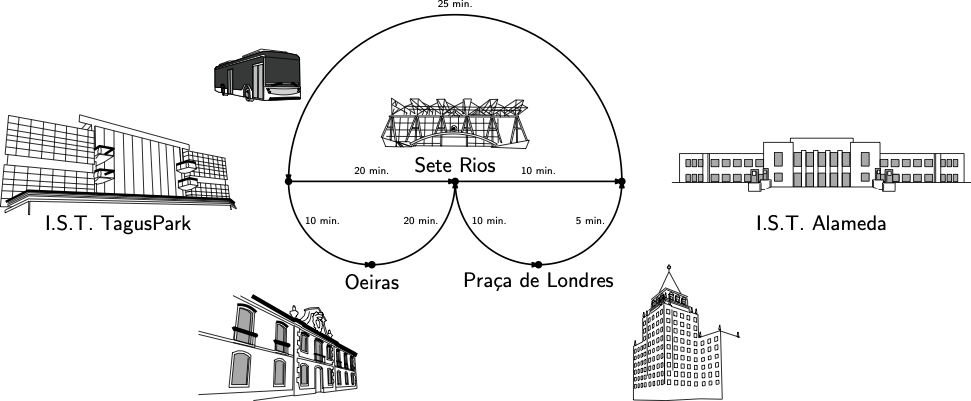 25 min.
Sete Rios
20 min.
10 min.
I.S.T. TagusPark
10 min.
20 min.
10 min.
5 min.
I.S.T. Alameda
Oeiras
Praça de Londres